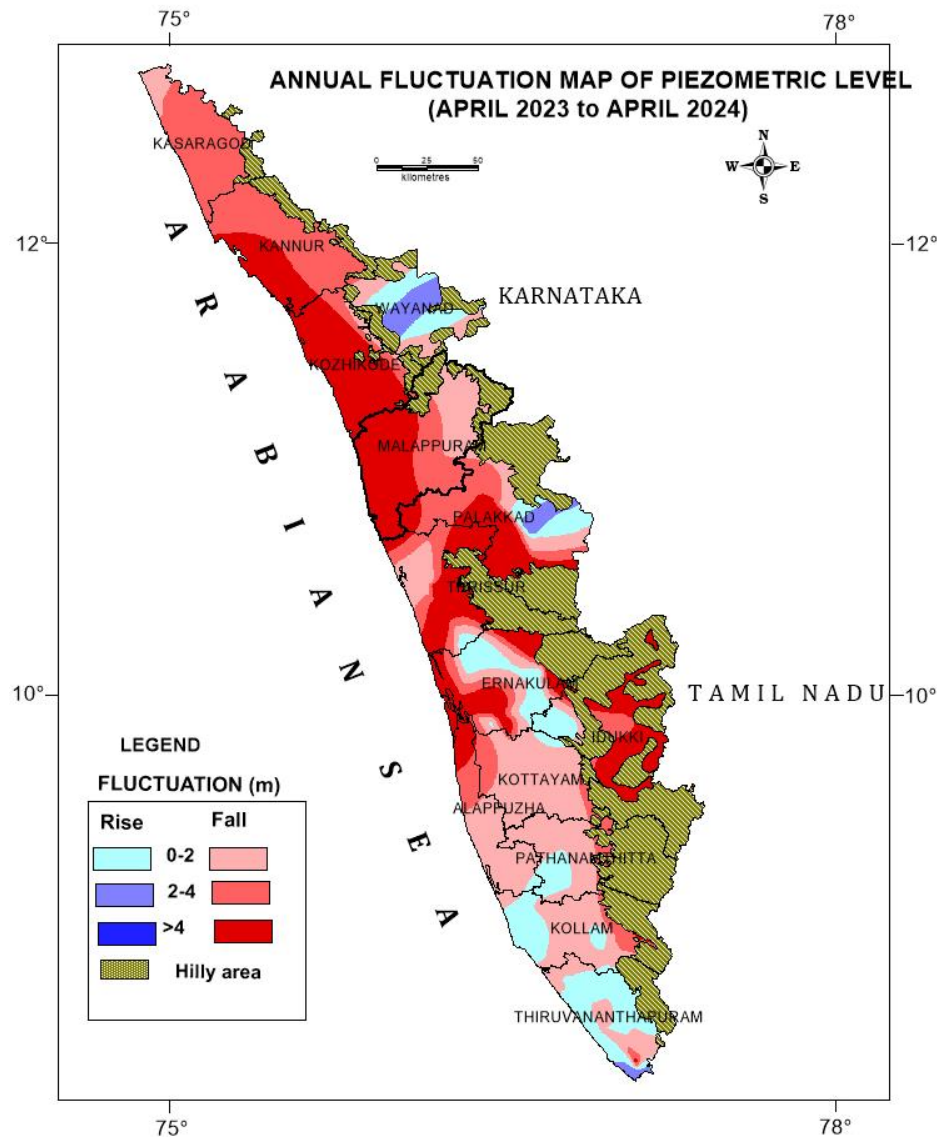 75°
78°
ANNUAL FLUCTUATION MAP OF PIEZOMETRIC LEVEL
(APRIL 2023 to APRIL 2024)
N
W E
S
0 25 50
kilometres
KASARAGOD
12°
KANNUR
12°
KARNATAKA
WAYANAD
KOZHIKODE
MALAPPURAM
PALAKKAD
THRISSUR
ARABIAN SEA
ERNAKULAM
10°
TAMIL NADU
10°
IDUKKI
LEGEND
KOTTAYAM
FLUCTUATION (m)
ALAPPUZHA
Rise Fall
0-2
PATHANAMTHITTA
2-4
>4
KOLLAM
Hilly area
THIRUVANANTHAPURAM
75°
78°